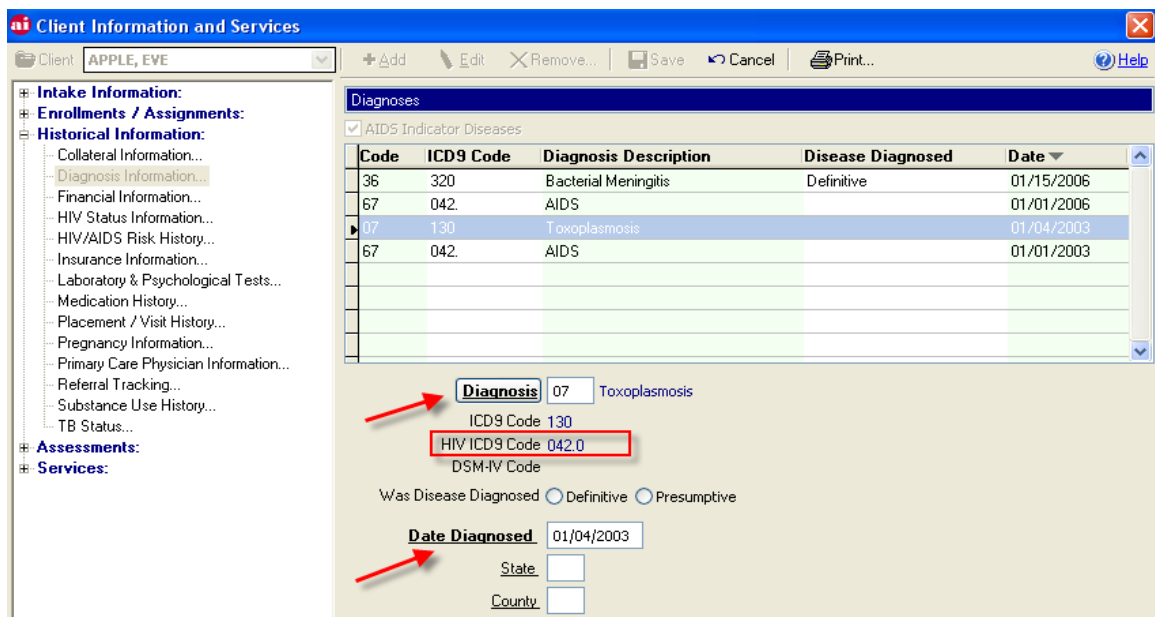 ai Client Information and Services
Client APPLE, EVE Add Edit Remove... Save Cancel Print... Help
Intake Information:
Enrollments / Assignments:
Historical Information:
Collateral Information...
Diagnosis Information...
Financial Information...
HIV Status Information...
HIV/AIDS Risk History...
Insurance Information...
Laboratory & Psychological Tests...
Medication History...
Placement / Visit History...
Pregnancy Information...
Primary Care Physician Information...
Referral Tracking...
Substance Use History...
TB Status...
Assessments:
Services:
Diagnoses
AIDS Indicator Diseases
Code ICD9 Code Diagnosis Description Disease Diagnosed Date
36 320 Bacterial Meningitis Definitive 01/15/2006
67 042. AIDS 01/01/2006
07 130 Toxoplasmosis 01/04/2003
67 042. AIDS 01/01/2003
Diagnosis 07 Toxoplasmosis
ICD9 Code 130
HIV ICD9 Code 042.0
DSM-IV Code
Was Disease Diagnosed Definitive Presumptive
Date Diagnosed 01/04/2003
State
County